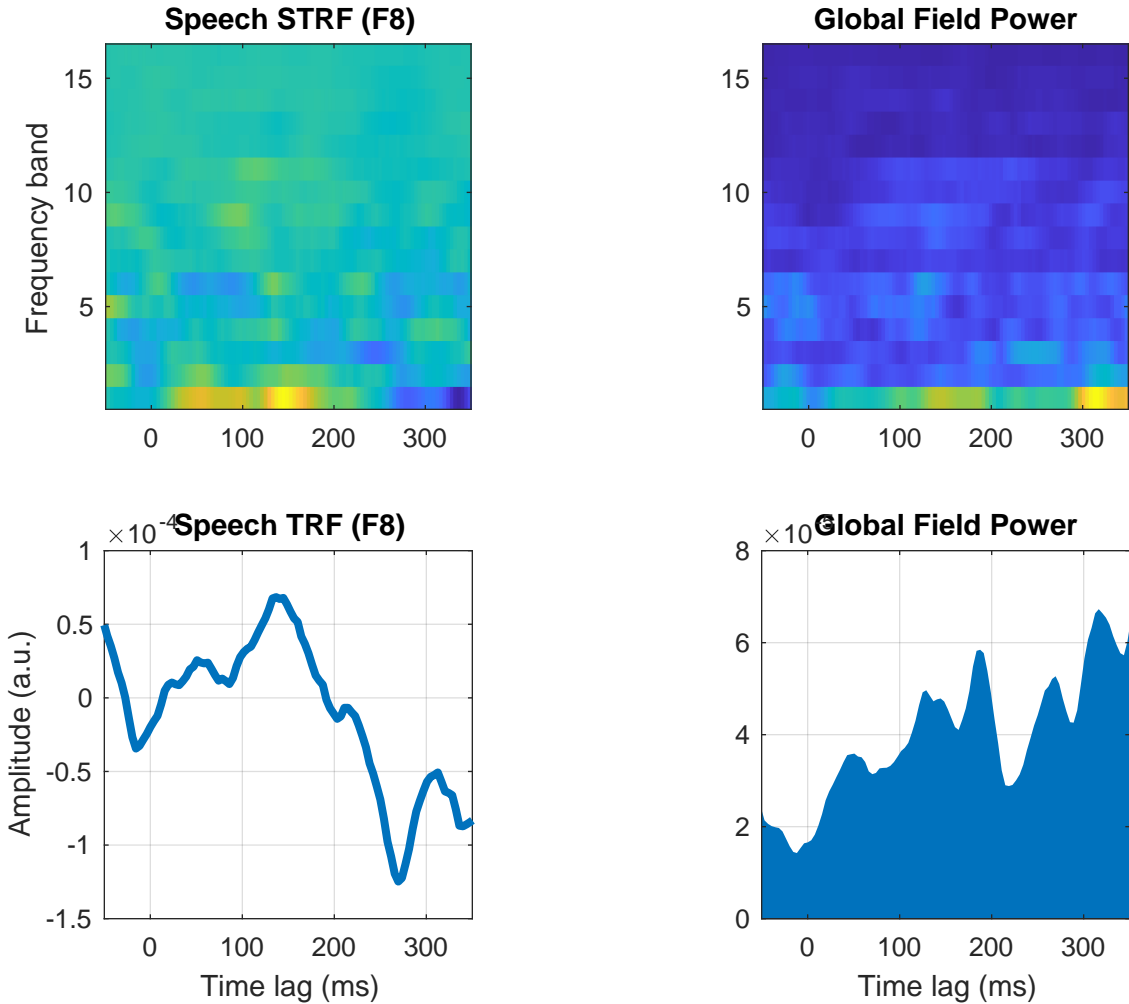 Speech STRF (F8)
Global Field Power
Frequency band
15
10
5
0 100 200 300
15
10
5
0 100 200 300
Speech TRF (F8)
×10-4
Amplitude (a.u.)
1
0.5
0
-0.5
-1
-1.5
0 100 200 300
Time lag (ms)
Global Field Power
×10
8
6
4
2
0
0 100 200 300
Time lag (ms)